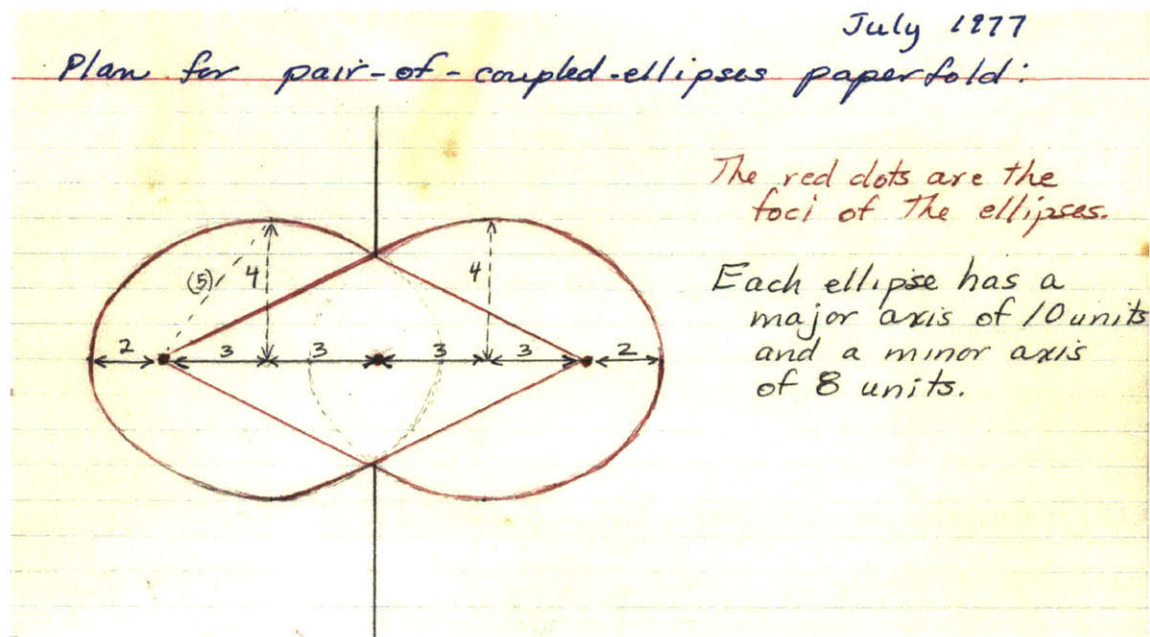 July 1977
Plan for pair-of-coupled-ellipses paperfold:
The red dots are the
foci of the ellipses.
(5) 4 4
Each ellipse has a
major axis of 10 units
and a minor axis
of 8 units.
2 3 3 3 3 2